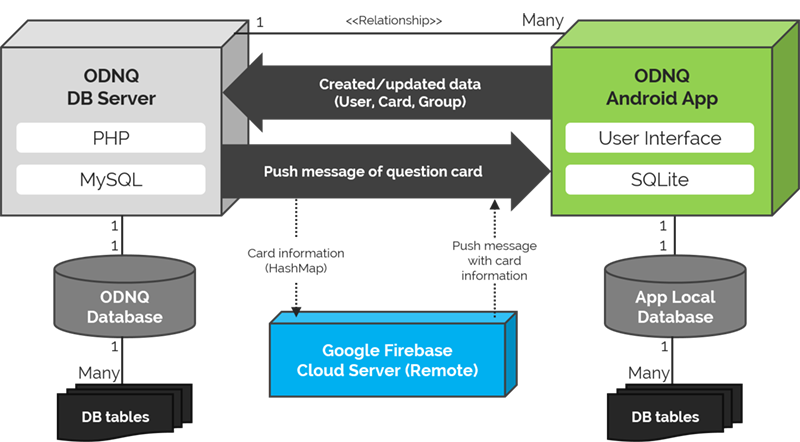 1
<<Relationship>>
Many
ODNQ
DB Server
PHP
MySQL
Created/updated data
(User, Card, Group)
Push message of question card
ODNQ
Android App
User Interface
SQLite
1
1
Card information
(HashMap)
Push message
with card
information
1
1
ODNQ
Database
Google Firebase
Cloud Server (Remote)
App Local
Database
1
Many
DB tables
1
Many
DB tables